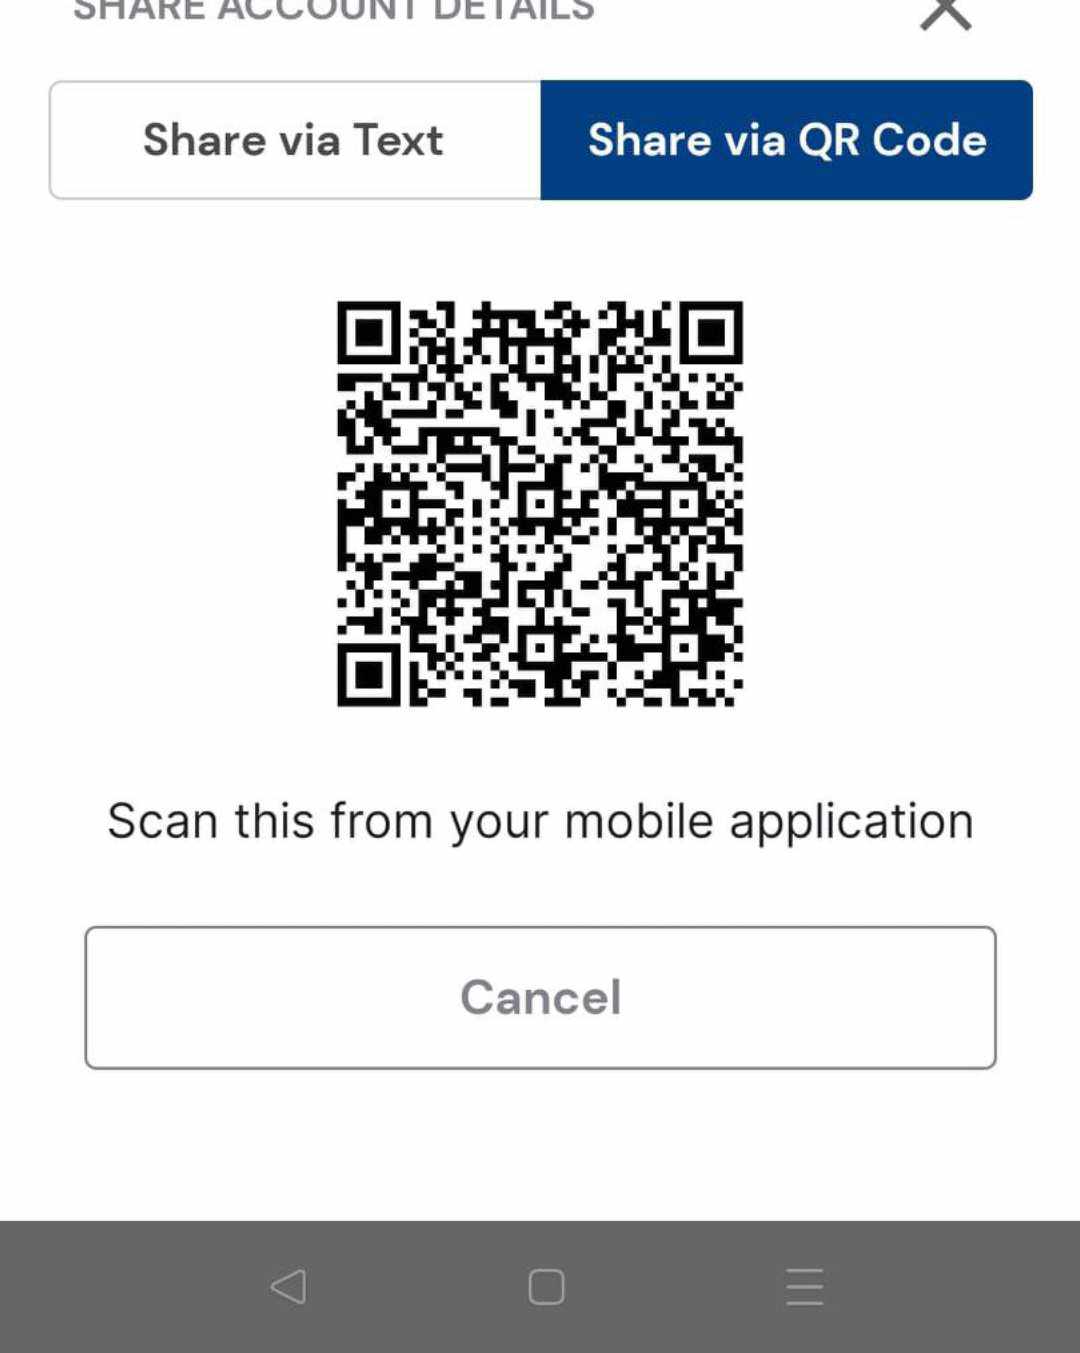 SHARE ACCOUNT DETAILS
Share via Text
Share via QR Code
Scan this from your mobile application
Cancel